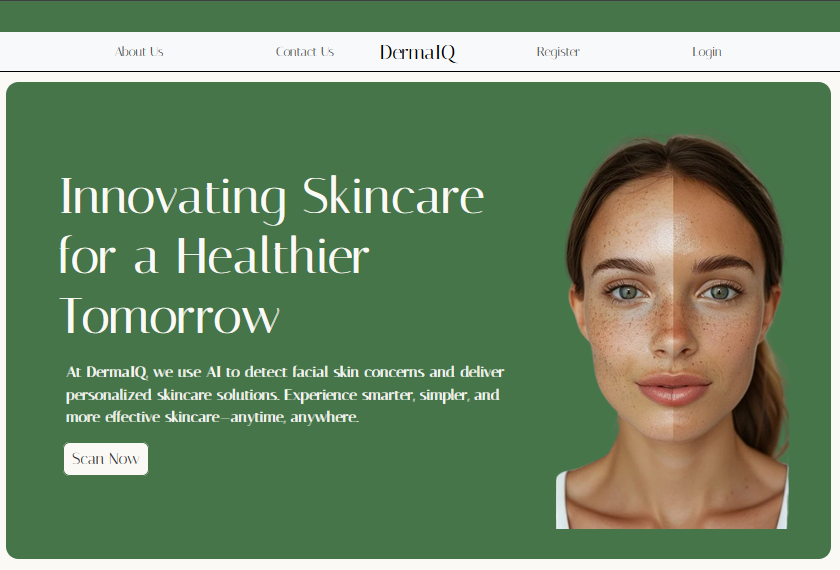 About Us
Contact Us
DermaIQ
Register
Login
Innovating Skincare
for a Healthier
Tomorrow
At DermaIQ, we use AI to detect facial skin concerns and deliver
personalized skincare solutions. Experience smarter, simpler, and
more effective skincare—anytime, anywhere.
Scan Now